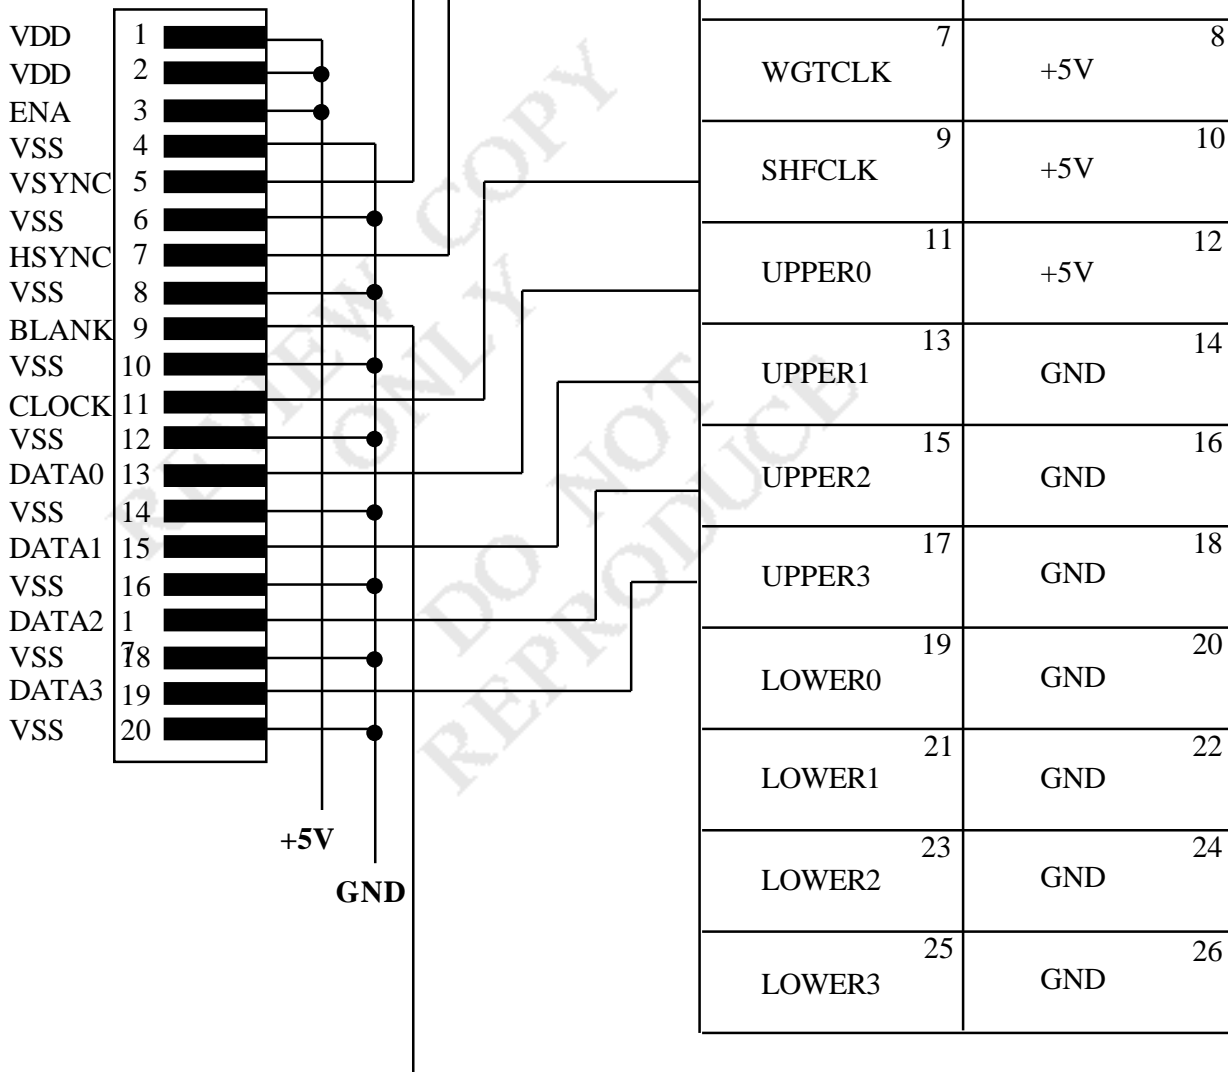 VDD 1
VDD 2
ENA 3
VSS 4
VSYNC 5
VSS 6
HSYNC 7
VSS 8
BLANK 9
VSS 10
CLOCK 11
VSS 12
DATA0 13
VSS 14
DATA1 15
VSS 16
DATA2 17
VSS 18
DATA3 19
VSS 20
+5V
GND
7 8
WGTCLK +5V
9 10
SHFCLK +5V
11 12
UPPER0 +5V
13 14
UPPER1 GND
15 16
UPPER2 GND
17 18
UPPER3 GND
19 20
LOWER0 GND
21 22
LOWER1 GND
23 24
LOWER2 GND
25 26
LOWER3 GND
REVIEW COPY
ONLY
DO NOT
REPRODUCE